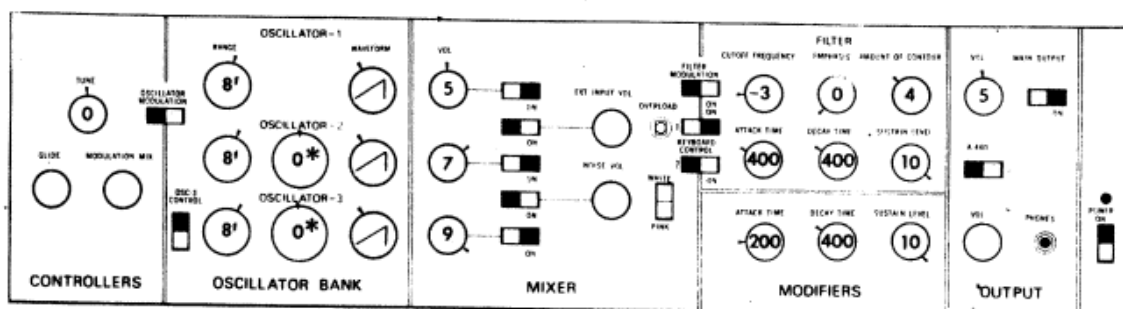 CONTROLLERS
TUNE
0
GLIDE
MODULATION MIX
OSCILLATOR
MODULATION
OSC-3
CONTROL
OSCILLATOR BANK
OSCILLATOR-1
RANGE
WAVEFORM
8'
OSCILLATOR-2
8'
0*
OSCILLATOR-3
8'
0*
MIXER
VOL
5
ON
ON
7
ON
ON
9
ON
EXT INPUT VOL
OVERLOAD
NOISE VOL
WHITE
PINK
FILTER
MODULATION
ON
ON
1
KEYBOARD
CONTROL
2
ON
MODIFIERS
FILTER
CUTOFF FREQUENCY
EMPHASIS
AMOUNT OF CONTOUR
-3
0
4
ATTACK TIME
DECAY TIME
SUSTAIN LEVEL
400
400
10
ATTACK TIME
DECAY TIME
SUSTAIN LEVEL
200
400
10
OUTPUT
VOL
MAIN OUTPUT
5
ON
A 440
VOL
PHONES
POWER
ON